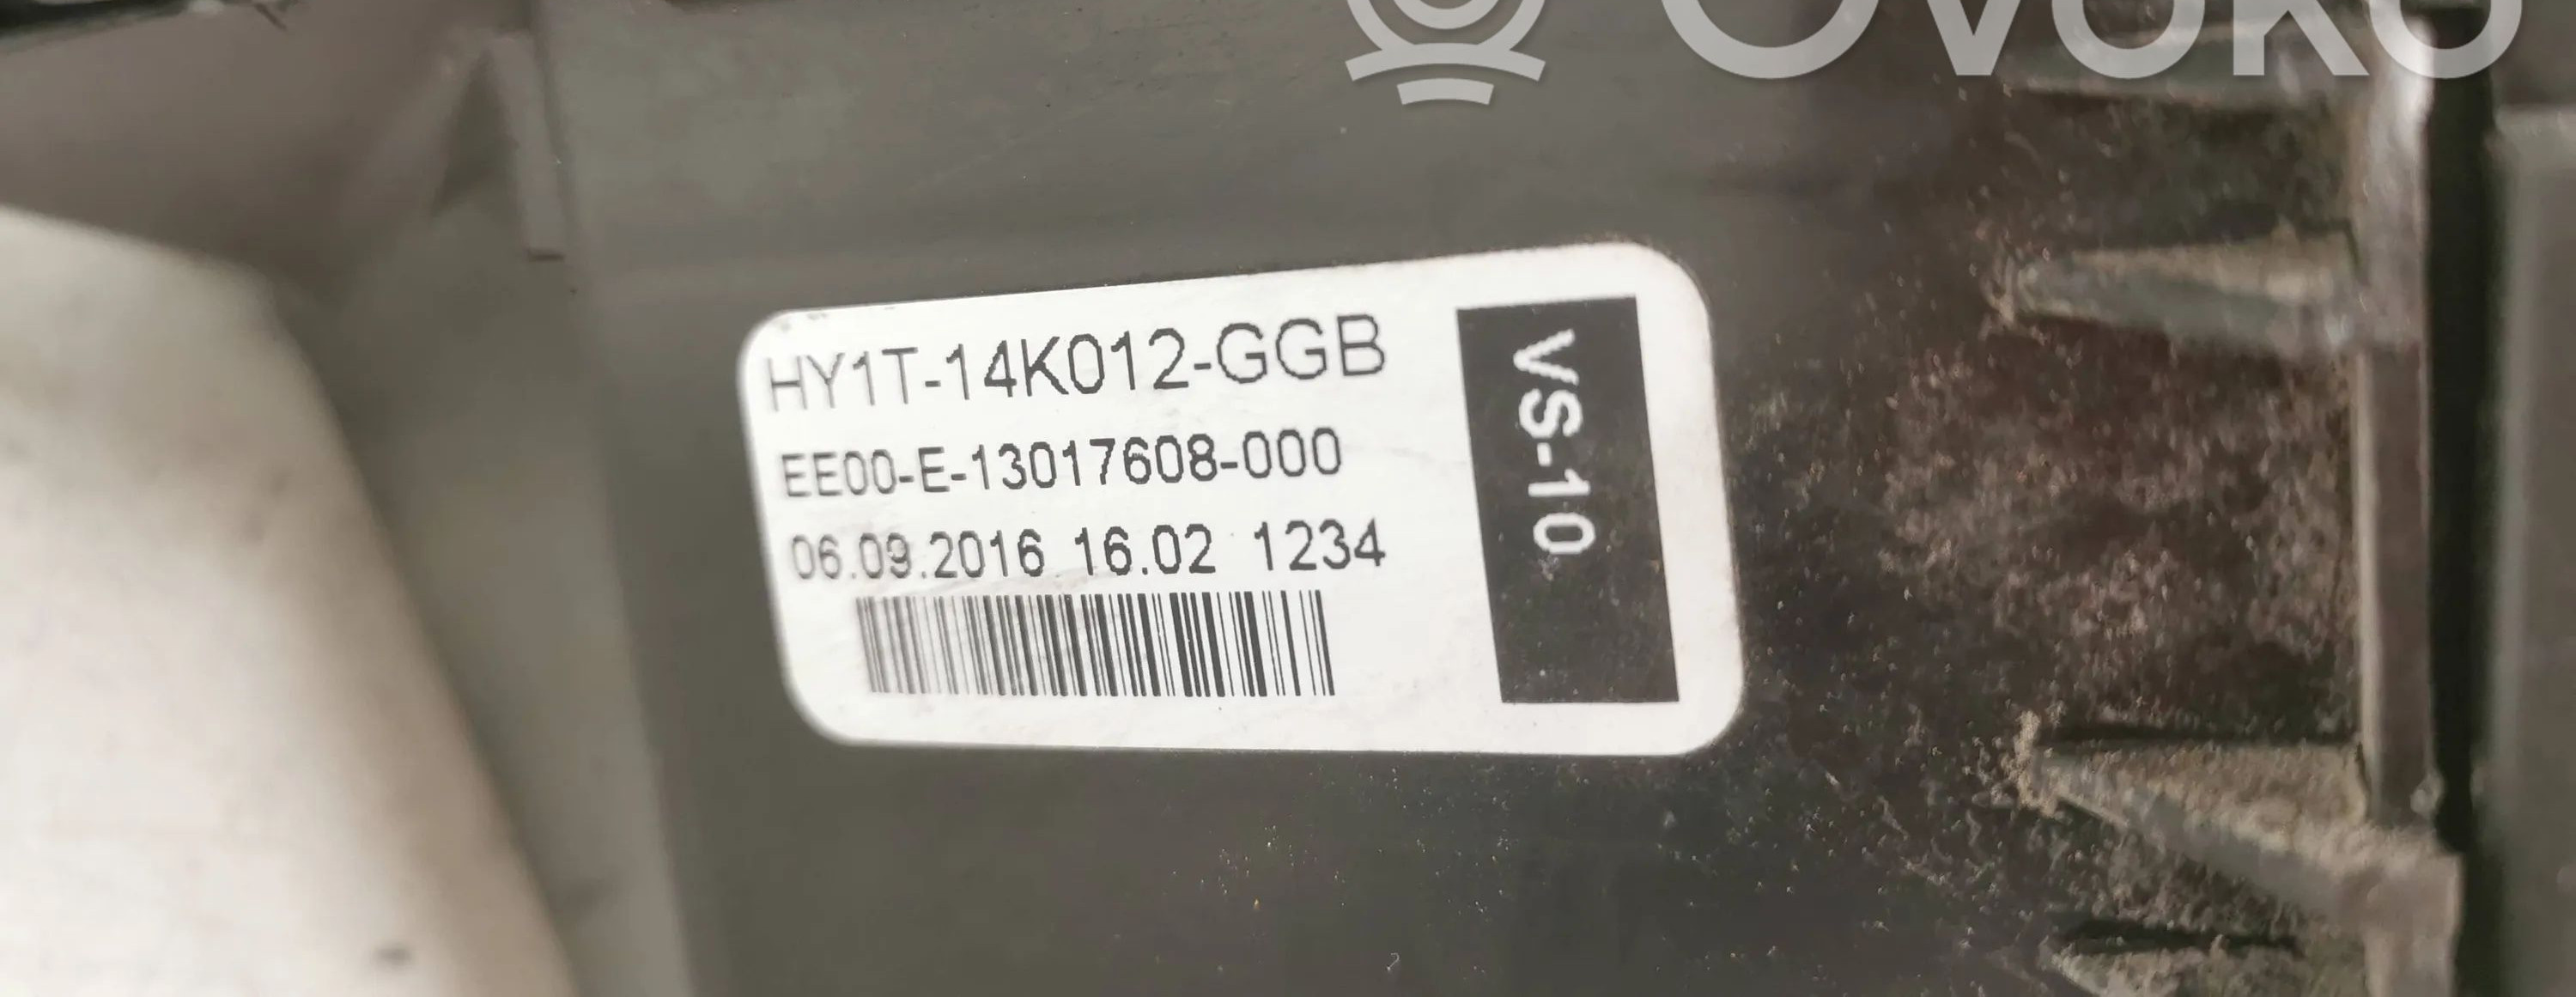 OVOKO
HY1T-14K012-GGB
EE00-E-13017608-000
06.09.2016 16.02 1234
VS-10